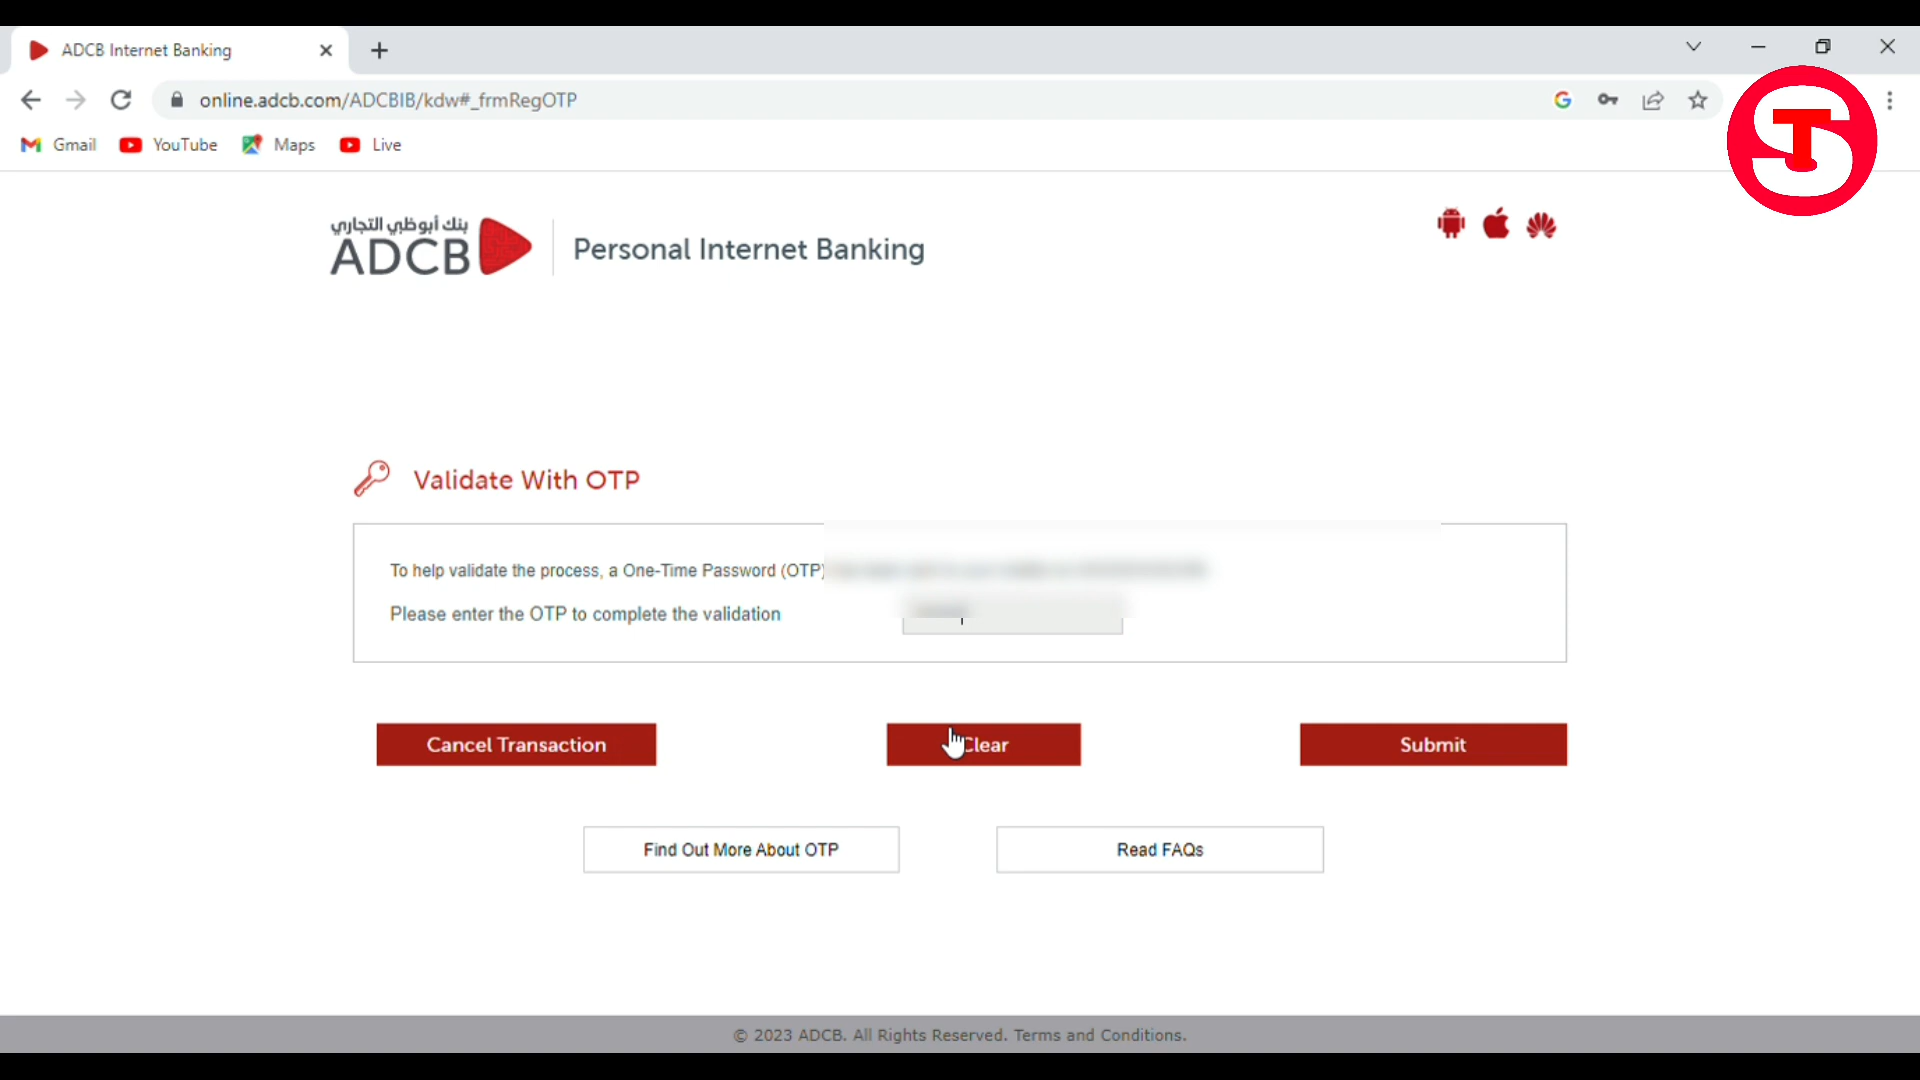 ADCB Internet Banking
online.adcb.com/ADCBIB/kdw#_frmRegOTP
Gmail YouTube Maps Live
بنك أبوظبي التجاري
ADCB
Personal Internet Banking
Validate With OTP
To help validate the process, a One-Time Password (OTP)
Please enter the OTP to complete the validation
Cancel Transaction Clear Submit
Find Out More About OTP Read FAQs
© 2023 ADCB. All Rights Reserved. Terms and Conditions.